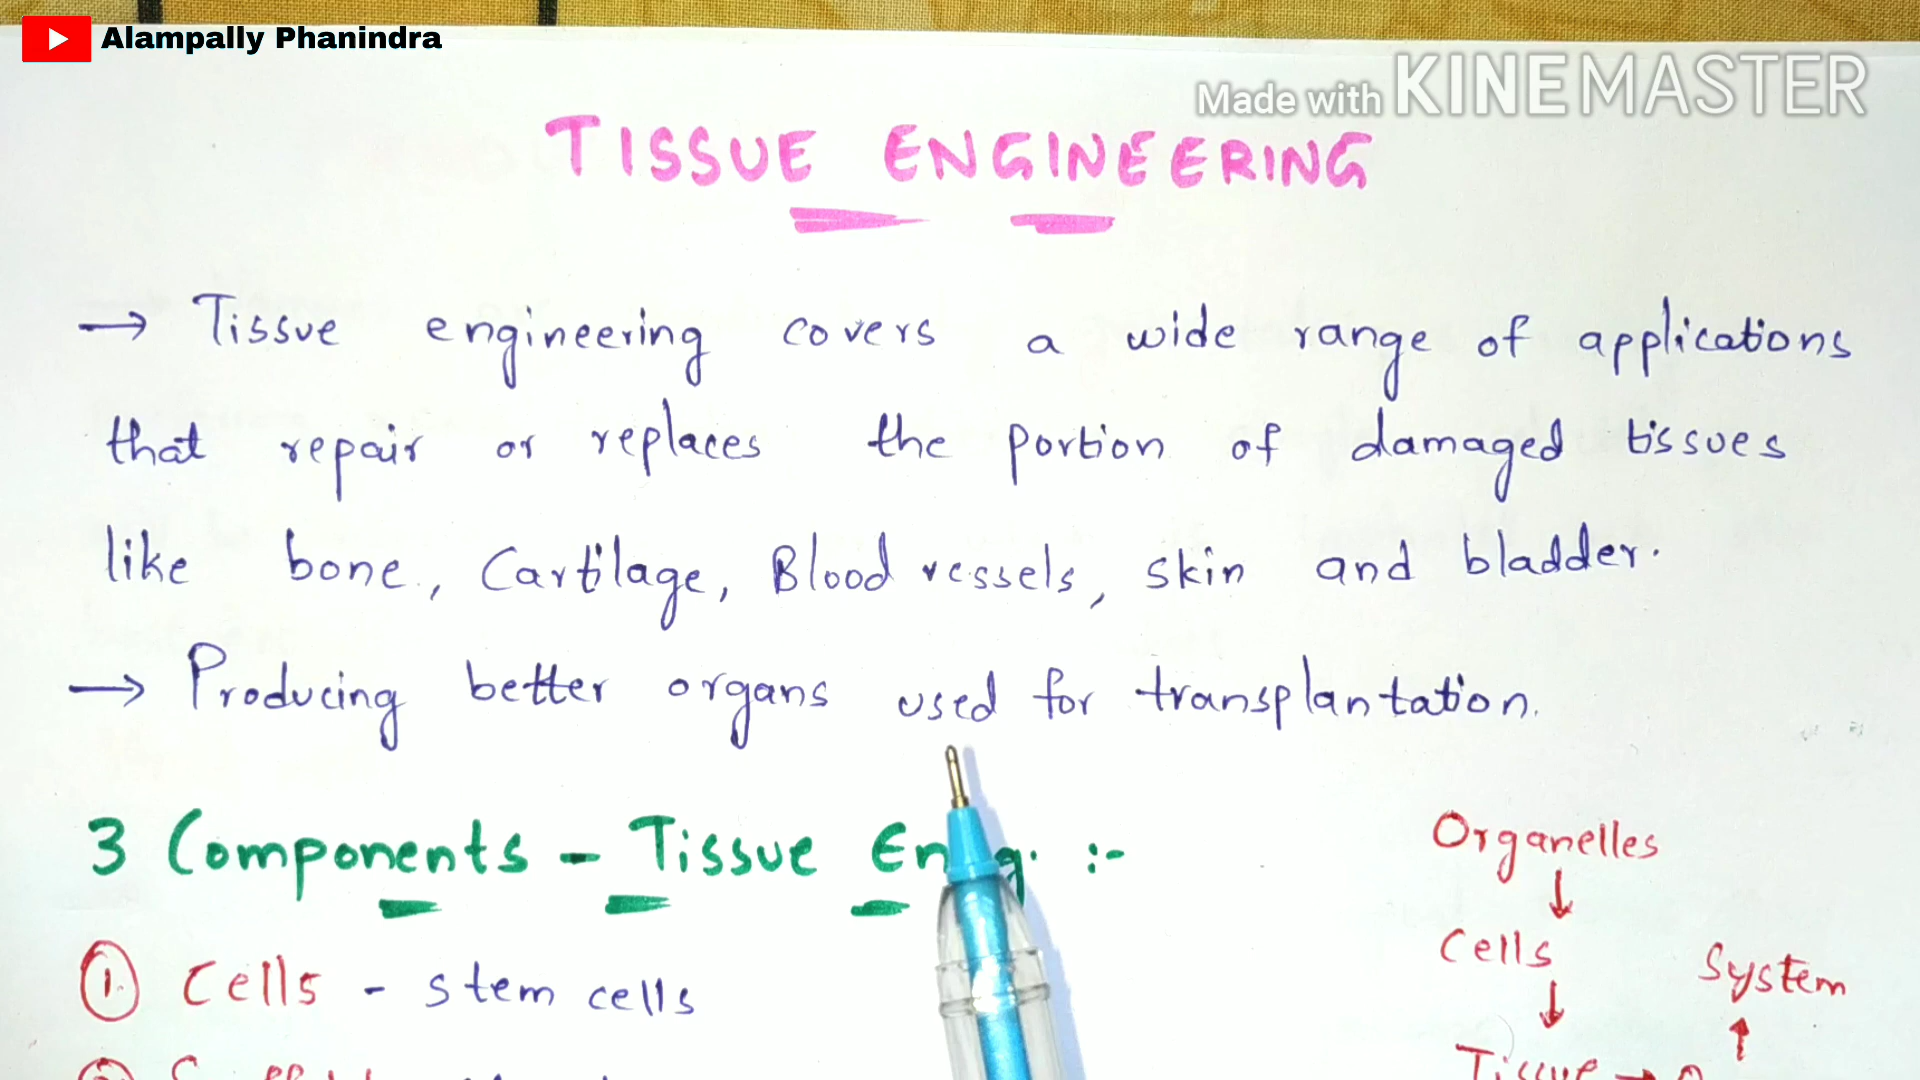 Alampally Phanindra
Made with KINEMASTER
TISSUE ENGINEERING
→ Tissue engineering covers a wide range of applications
that repair or replaces the portion of damaged tissues
like bone, Cartilage, Blood vessels, skin and bladder.
→ Producing better organs used for transplantation.
3 Components - Tissue Eng. :-
① Cells - stem cells
Organelles
↓
Cells
↓
System
↑
Tissue →